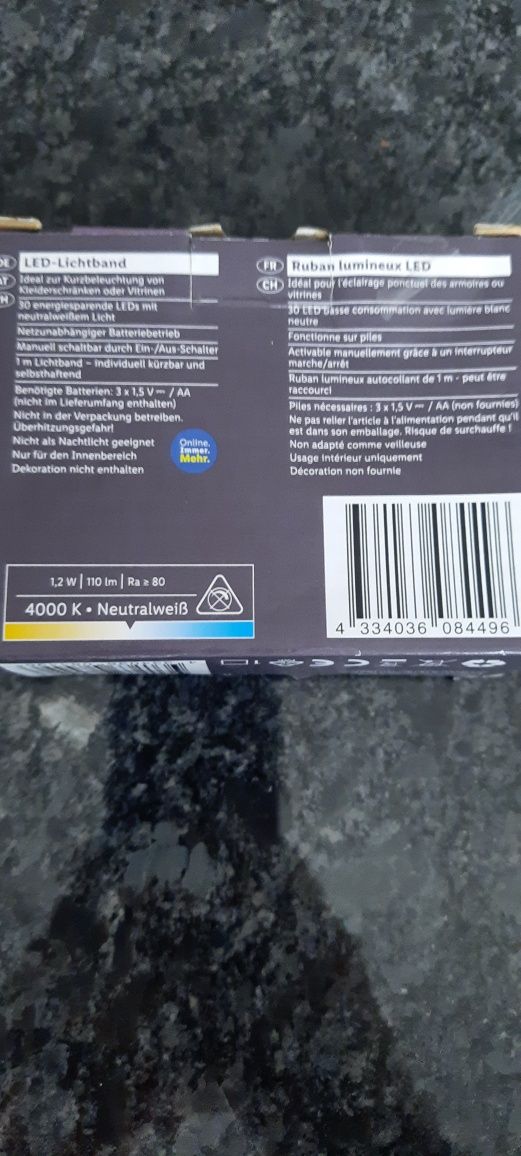 DE
LED-Lichtband
AT
Ideal zur Kurzbeleuchtung von
Kleiderschränken oder Vitrinen
30 energiesparende LEDs mit
neutralweißem Licht
Netzunabhängiger Batteriebetrieb
Manuell schaltbar durch Ein-/Aus-Schalter
1 m Lichtband – individuell kürzbar und
selbsthaftend
Benötigte Batterien: 3 x 1,5 V⎓ / AA
(nicht im Lieferumfang enthalten)
Nicht in der Verpackung betreiben.
Überhitzungsgefahr!
Nicht als Nachtlicht geeignet
Nur für den Innenbereich
Dekoration nicht enthalten
Online.
Immer.
Mehr.
1,2 W | 110 lm | Ra ≥ 80
4000 K • Neutralweiß
FR
Ruban lumineux LED
CH
Idéal pour l'éclairage ponctuel des armoires ou
vitrines
30 LED basse consommation avec lumière blanc
neutre
Fonctionne sur piles
Activable manuellement grâce à un interrupteur
marche/arrêt
Ruban lumineux autocollant de 1 m - peut être
raccourci
Piles nécessaires : 3 x 1,5 V⎓ / AA (non fournies)
Ne pas relier l'article à l'alimentation pendant qu'il
est dans son emballage. Risque de surchauffe !
Non adapté comme veilleuse
Usage intérieur uniquement
Décoration non fournie
4 334036 084496